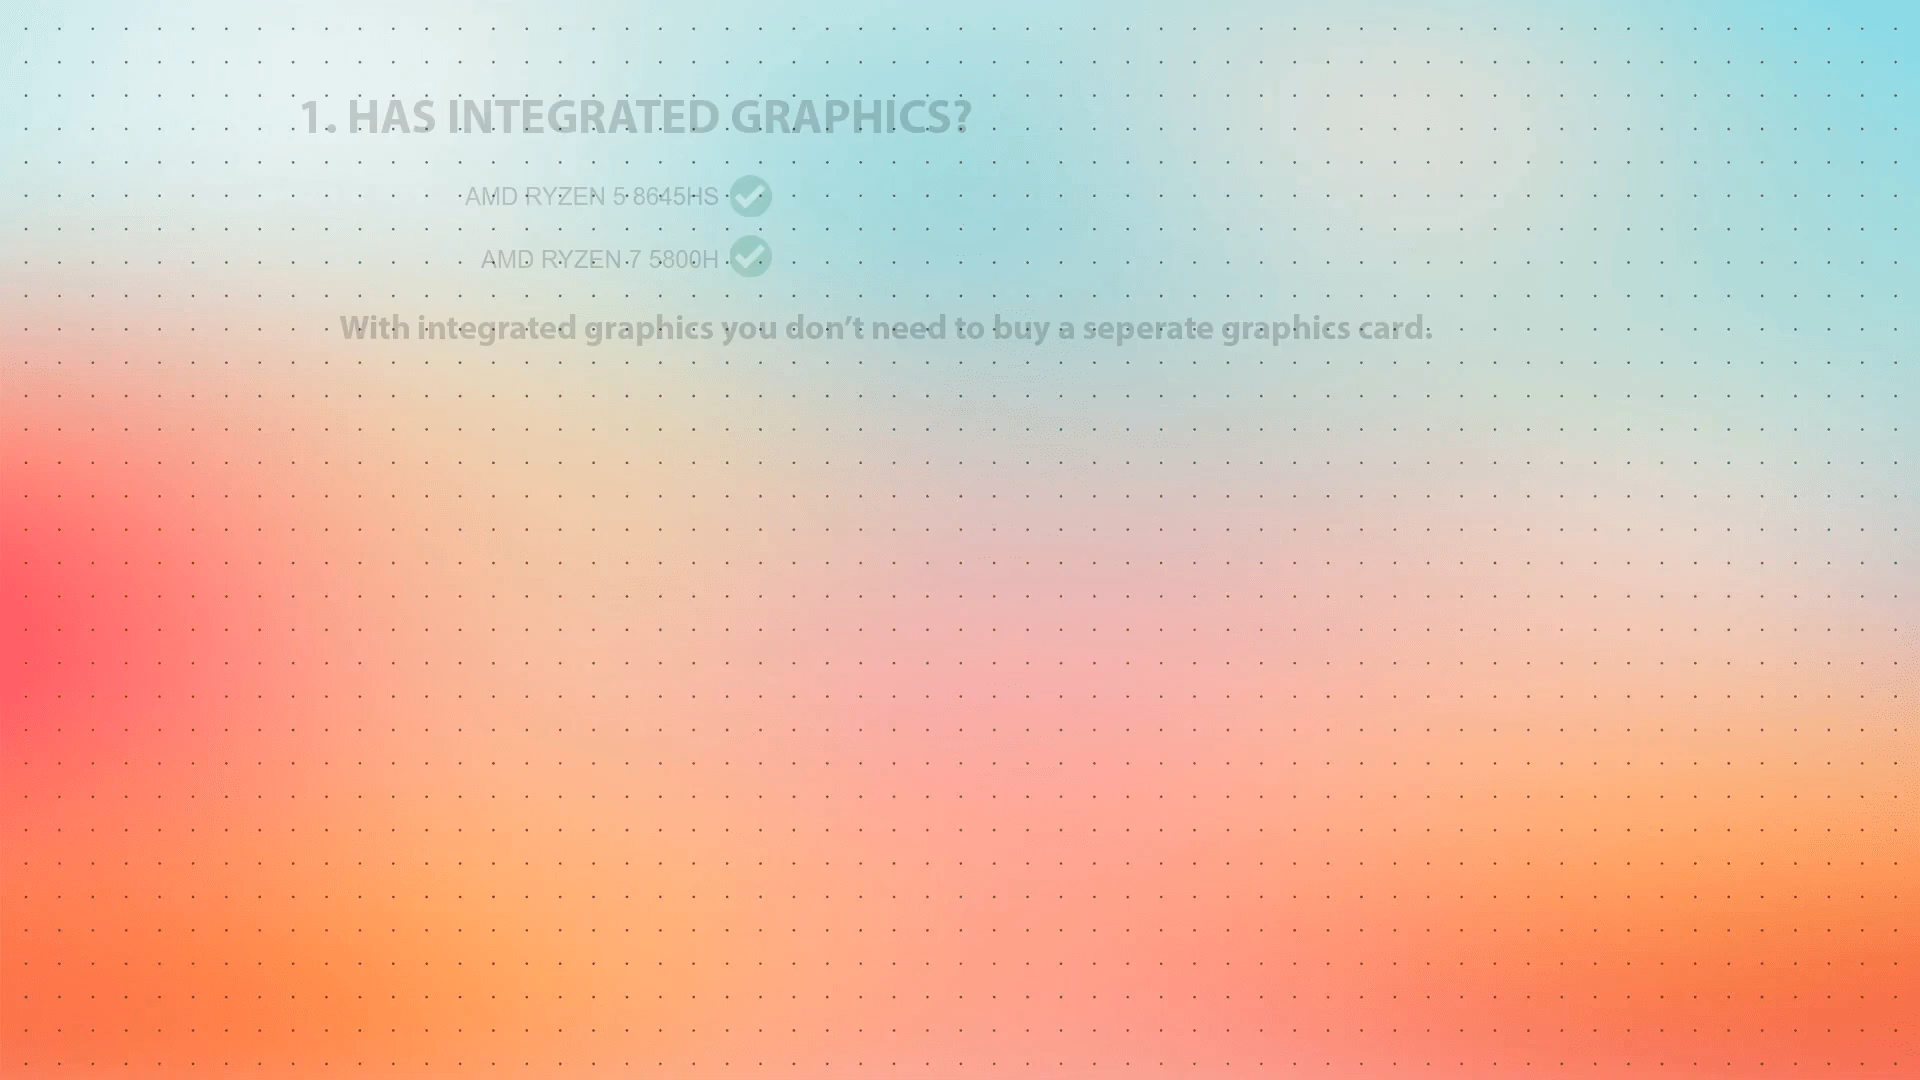 1. HAS INTEGRATED GRAPHICS?
AMD RYZEN 5 8645HS
AMD RYZEN 7 5800H
With integrated graphics you don’t need to buy a seperate graphics card.